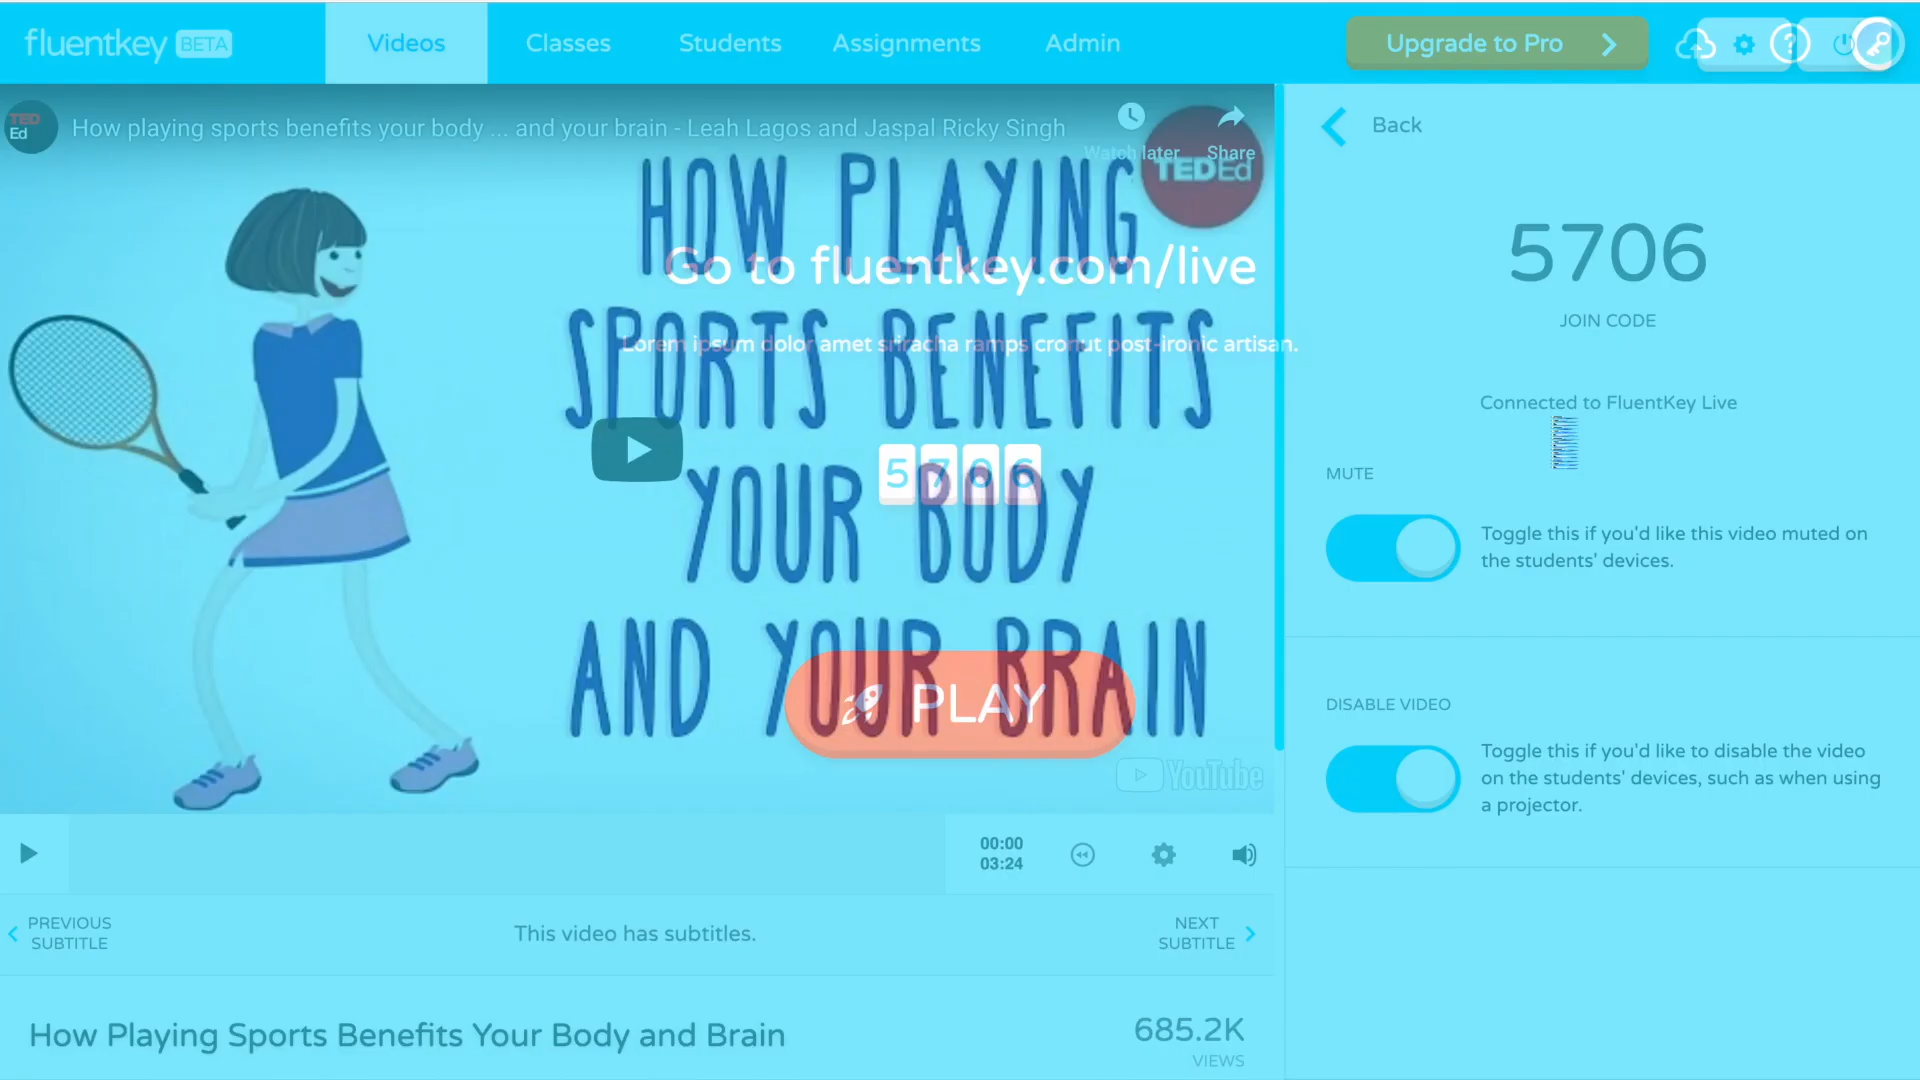 fluentkey BETA
Videos
Classes
Students
Assignments
Admin
Upgrade to Pro
TED
Ed
How playing sports benefits your body ... and your brain - Leah Lagos and Jaspal Ricky Singh
Watch later
Share
TEDEd
HOW PLAYING
SPORTS BENEFITS
YOUR BODY
AND YOUR BRAIN
Go to fluentkey.com/live
Lorem ipsum dolor amet sriracha ramps cronut post-ironic artisan.
5706
PLAY
YouTube
00:00
03:24
PREVIOUS
SUBTITLE
This video has subtitles.
NEXT
SUBTITLE
How Playing Sports Benefits Your Body and Brain
685.2K
VIEWS
Back
5706
JOIN CODE
Connected to FluentKey Live
MUTE
Toggle this if you'd like this video muted on
the students' devices.
DISABLE VIDEO
Toggle this if you'd like to disable the video
on the students' devices, such as when using
a projector.